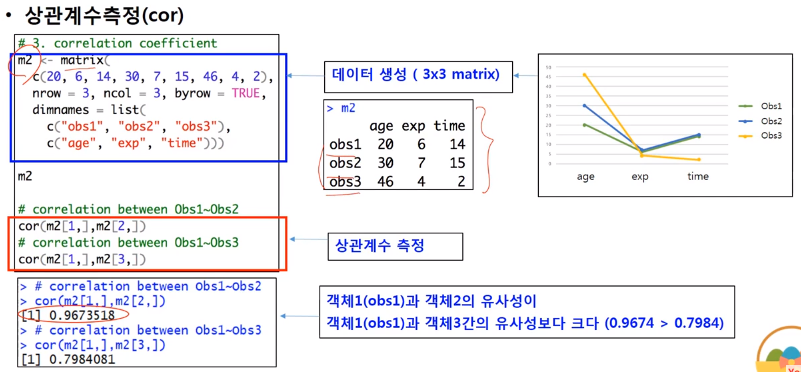 • 상관계수측정(cor)
# 3. correlation coefficient
m2 <- matrix(
c(20, 6, 14, 30, 7, 15, 46, 4, 2),
nrow = 3, ncol = 3, byrow = TRUE,
dimnames = list(
c("obs1", "obs2", "obs3"),
c("age", "exp", "time")))
m2
# correlation between Obs1~Obs2
cor(m2[1,],m2[2,])
# correlation between Obs1~Obs3
cor(m2[1,],m2[3,])
데이터 생성 ( 3x3 matrix)
> m2
age exp time
obs1 20 6 14
obs2 30 7 15
obs3 46 4 2
50
45
40
35
30
25
20
15
10
5
0
age exp time
Obs1
Obs2
Obs3
상관계수 측정
> # correlation between Obs1~Obs2
> cor(m2[1,],m2[2,])
[1] 0.9673518
> # correlation between Obs1~Obs3
> cor(m2[1,],m2[3,])
[1] 0.7984081
객체1(obs1)과 객체2의 유사성이
객체1(obs1)과 객체3간의 유사성보다 크다 (0.9674 > 0.7984)